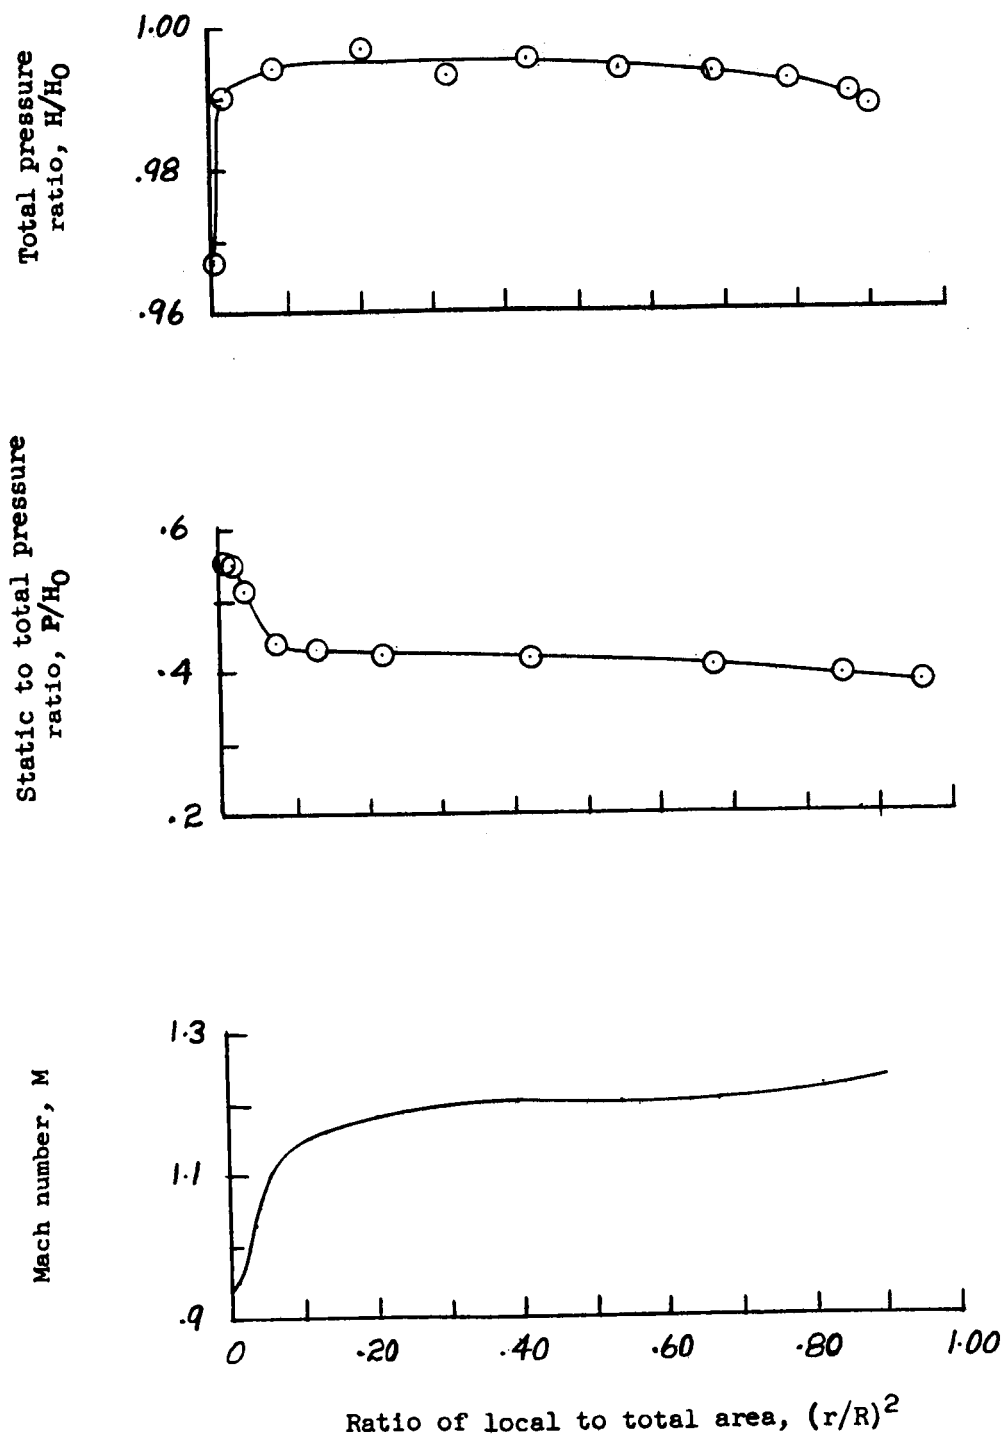 Total pressure
ratio, H/H0
1.00
.98
.96
Static to total pressure
ratio, P/H0
.6
.4
.2
Mach number, M
1.3
1.1
.9
0 .20 .40 .60 .80 1.00
Ratio of local to total area, (r/R)2